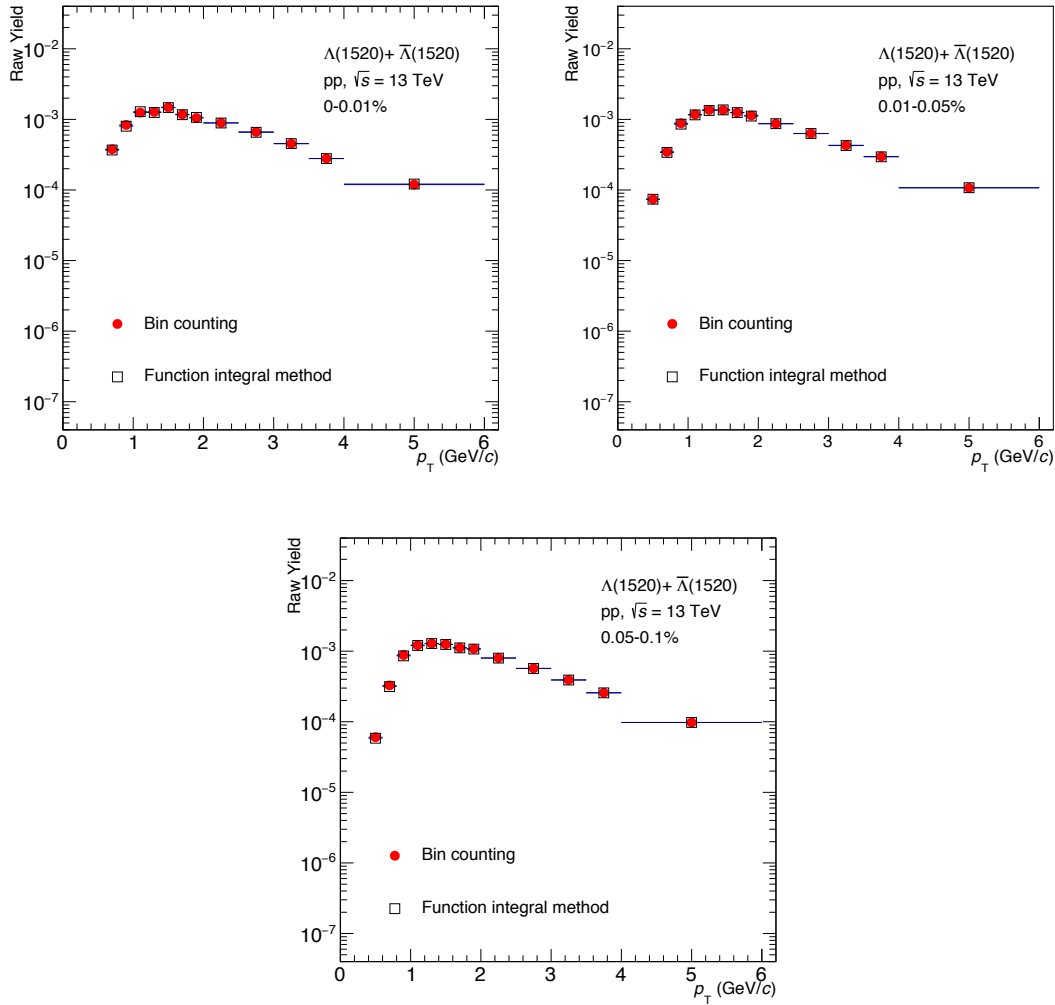 Raw Yield
10⁻²
10⁻³
10⁻⁴
10⁻⁵
10⁻⁶
10⁻⁷
Λ(1520)+ Λ̅(1520)
pp, √s = 13 TeV
0-0.01%
Bin counting
Function integral method
0 1 2 3 4 5 6
p_T (GeV/c)
Raw Yield
10⁻²
10⁻³
10⁻⁴
10⁻⁵
10⁻⁶
10⁻⁷
Λ(1520)+ Λ̅(1520)
pp, √s = 13 TeV
0.01-0.05%
Bin counting
Function integral method
0 1 2 3 4 5 6
p_T (GeV/c)
Raw Yield
10⁻²
10⁻³
10⁻⁴
10⁻⁵
10⁻⁶
10⁻⁷
Λ(1520)+ Λ̅(1520)
pp, √s = 13 TeV
0.05-0.1%
Bin counting
Function integral method
0 1 2 3 4 5 6
p_T (GeV/c)